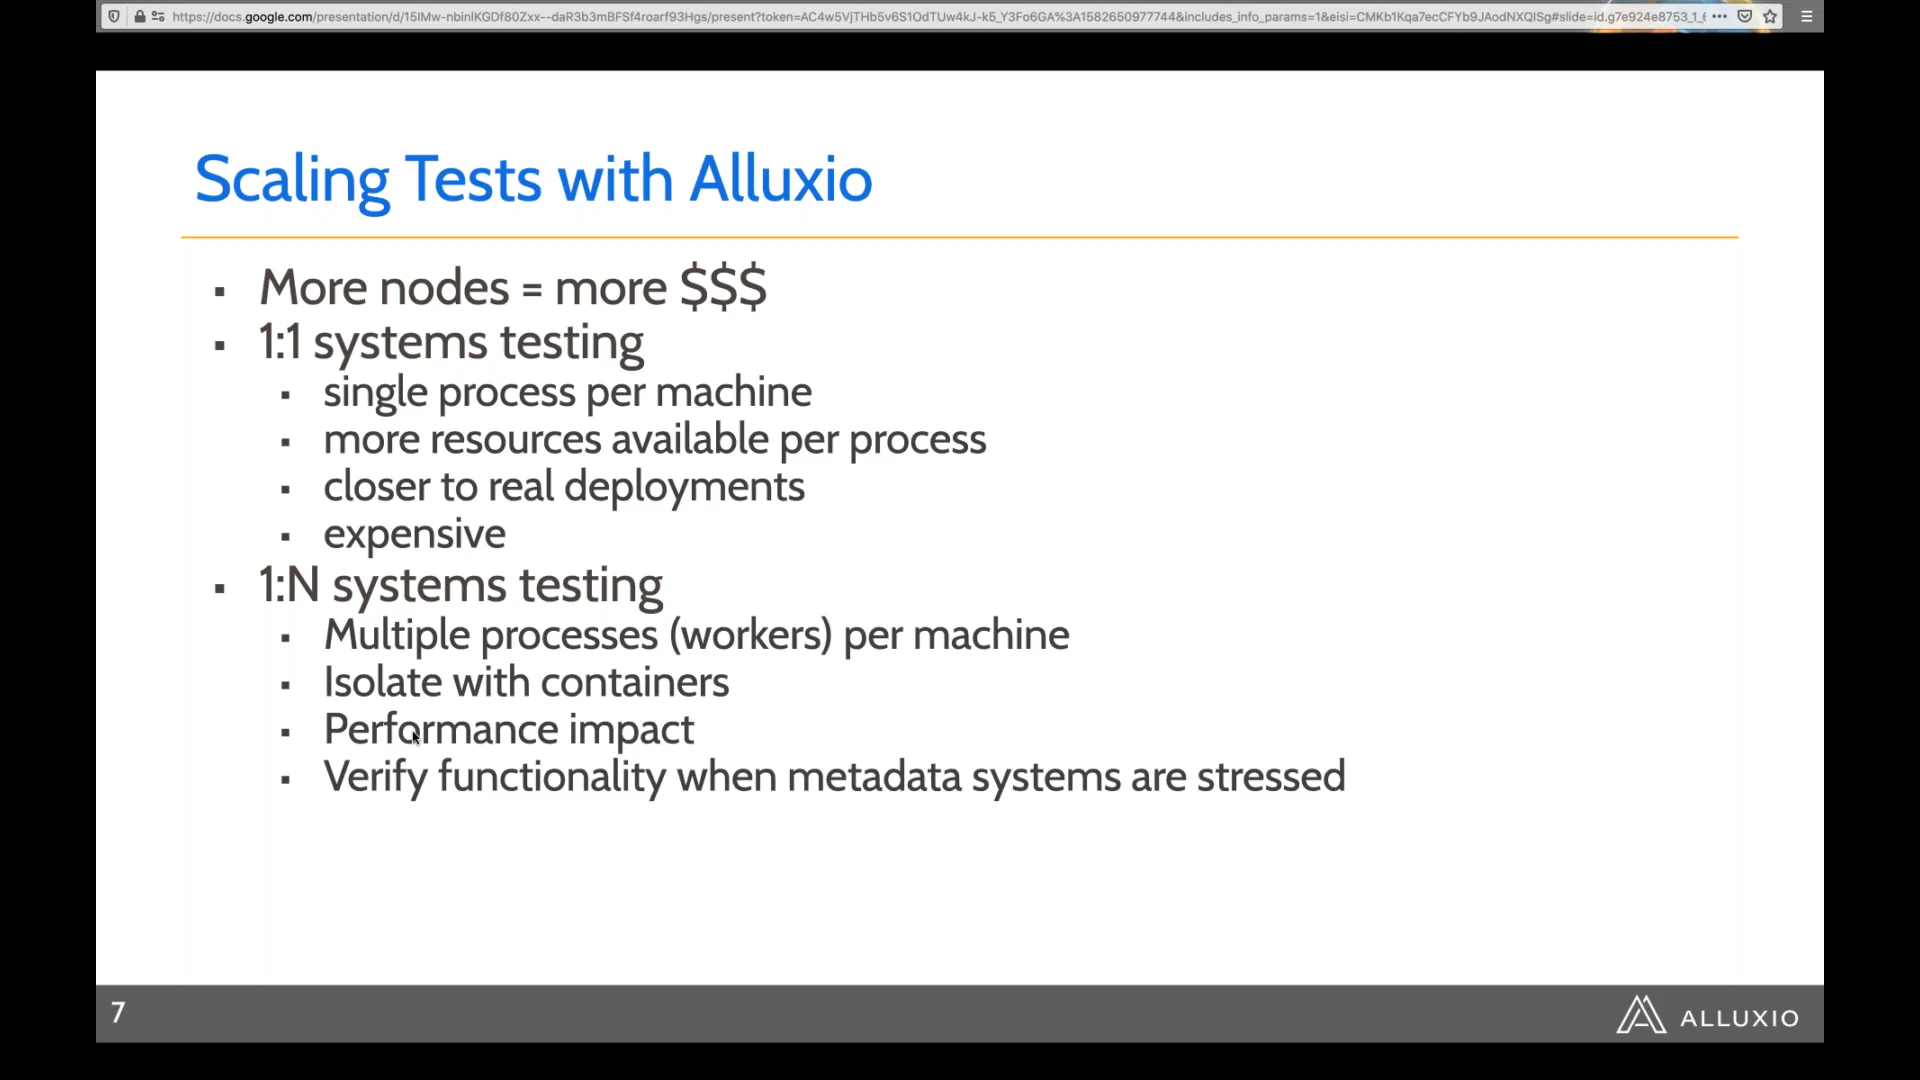 https://docs.google.com/presentation/d/15IMw-nbinlKGDf80Zxx--daR3b3mBFSf4roarf93Hgs/present?token=AC4w5VjTHb5v6S1OdTUw4kJ-k5_Y3Fo6GA%3A1582650977744&includes_info_params=1&eisi=CMKb1Kqa7ecCFYb9JAodNXQISg#slide=id.g7e924e8753_1_
Scaling Tests with Alluxio
▪ More nodes = more $$$
▪ 1:1 systems testing
▪ single process per machine
▪ more resources available per process
▪ closer to real deployments
▪ expensive
▪ 1:N systems testing
▪ Multiple processes (workers) per machine
▪ Isolate with containers
▪ Performance impact
▪ Verify functionality when metadata systems are stressed
7
ALLUXIO